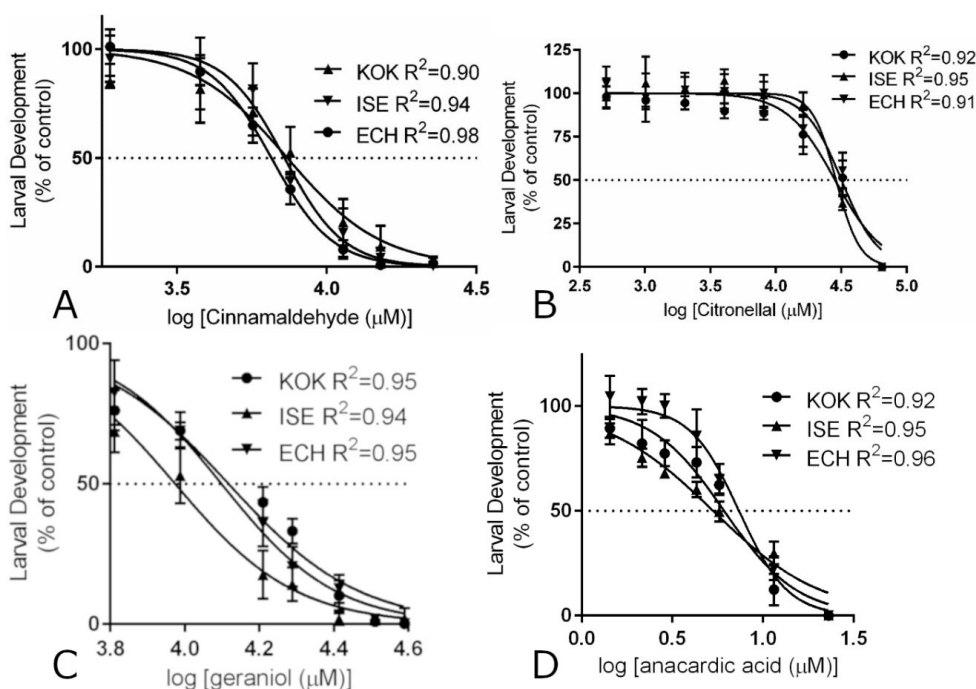 Larval Development
(% of control)
100
50
0
KOK R²=0.90
ISE R²=0.94
ECH R²=0.98
3.5
4.0
4.5
A
log [Cinnamaldehyde (μM)]
Larval Development
(% of control)
125
100
75
50
25
0
KOK R²=0.92
ISE R²=0.95
ECH R²=0.91
2.5
3.0
3.5
4.0
4.5
5.0
B
log [Citronellal (μM)]
Larval Development
(% of control)
100
50
0
KOK R²=0.95
ISE R²=0.94
ECH R²=0.95
3.8
4.0
4.2
4.4
4.6
C
log [geraniol (μM)]
Larval Development
(% of control)
100
50
0
KOK R²=0.92
ISE R²=0.95
ECH R²=0.96
0.0
0.5
1.0
1.5
D
log [anacardic acid (μM)]